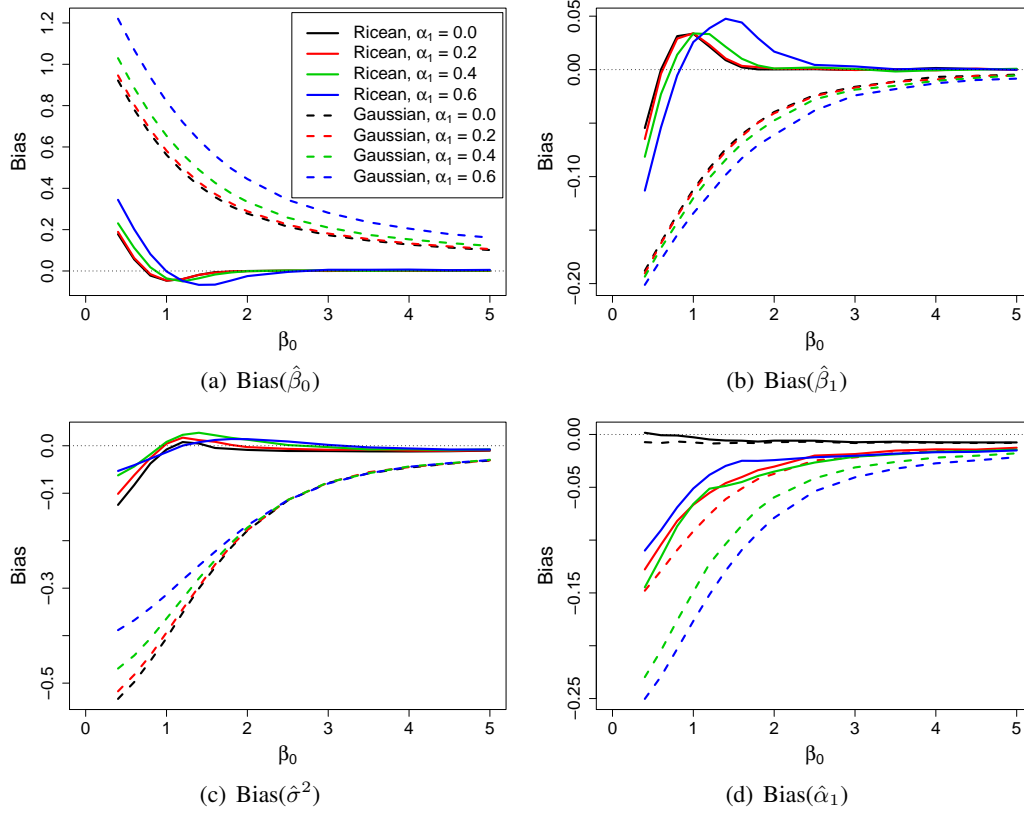 Bias
0.0 0.2 0.4 0.6 0.8 1.0 1.2
Ricean, α1 = 0.0
Ricean, α1 = 0.2
Ricean, α1 = 0.4
Ricean, α1 = 0.6
Gaussian, α1 = 0.0
Gaussian, α1 = 0.2
Gaussian, α1 = 0.4
Gaussian, α1 = 0.6
0 1 2 3 4 5
β0
(a) Bias(β̂0)
Bias
−0.20 −0.10 0.00 0.05
0 1 2 3 4 5
β0
(b) Bias(β̂1)
Bias
−0.5 −0.3 −0.1 0.0
0 1 2 3 4 5
β0
(c) Bias(σ̂²)
Bias
−0.25 −0.15 −0.05 0.00
0 1 2 3 4 5
β0
(d) Bias(α̂1)